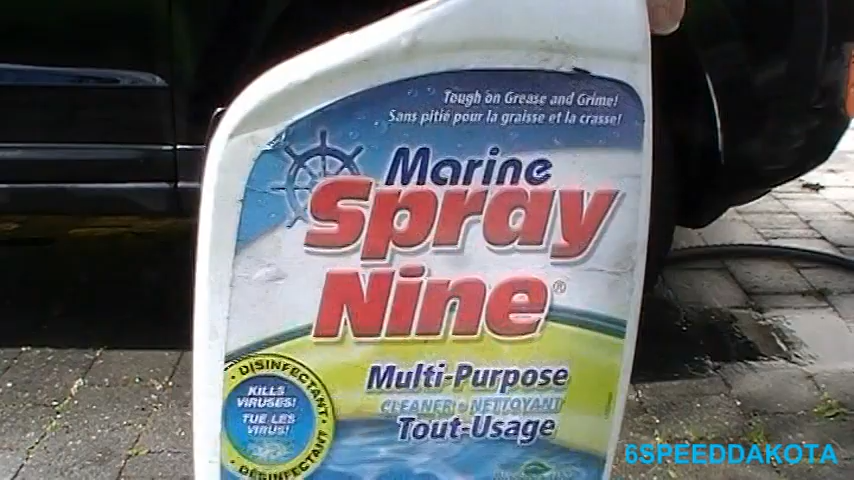 Tough on Grease and Grime!
Sans pitié pour la graisse et la crasse!
Marine
Spray
Nine®
Multi-Purpose
CLEANER • NETTOYANT
Tout-Usage
• DISINFECTANT •
KILLS
VIRUSES!
TUE LES
VIRUS!
DÉSINFECTANT
6SPEEDDAKOTA